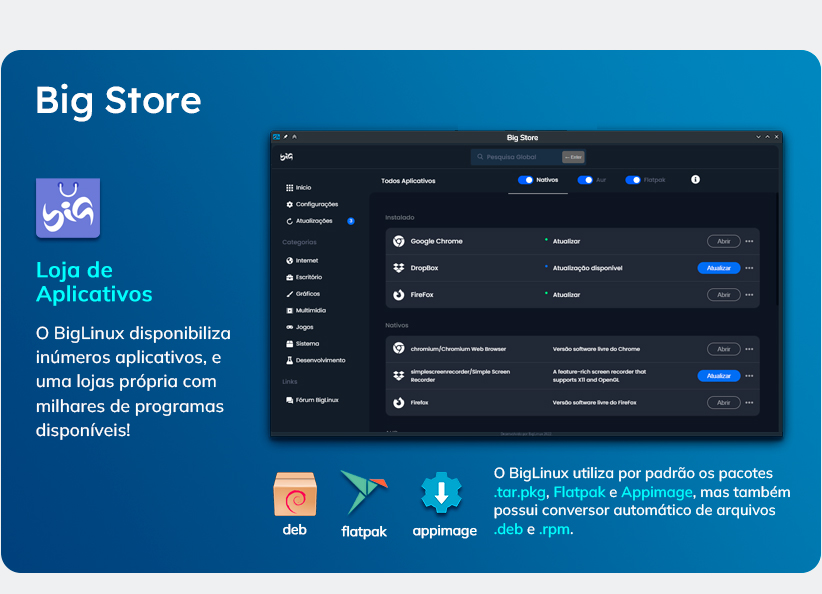 Big Store
big
Loja de
Aplicativos
O BigLinux disponibiliza
inúmeros aplicativos, e
uma lojas própria com
milhares de programas
disponíveis!
Big Store
big
Pesquisa Global
Enter
Início
Configurações
Atualizações
3
Categorias
Internet
Escritório
Gráficos
Multimídia
Jogos
Sistema
Desenvolvimento
Links
Fórum BigLinux
Todos Aplicativos
Nativos
Aur
Flatpak
Instalado
Google Chrome
Atualizar
Abrir
DropBox
Atualização disponível
Atualizar
FireFox
Atualizar
Abrir
Nativos
chromium/Chromium Web Browser
Versão software livre do Chrome
Abrir
simplescreenrecorder/Simple Screen
Recorder
A feature-rich screen recorder that
supports X11 and OpenGL
Atualizar
Firefox
Versão software livre do FireFox
Abrir
deb
flatpak
appimage
O BigLinux utiliza por padrão os pacotes
.tar.pkg, Flatpak e Appimage, mas também
possui conversor automático de arquivos
.deb e .rpm.